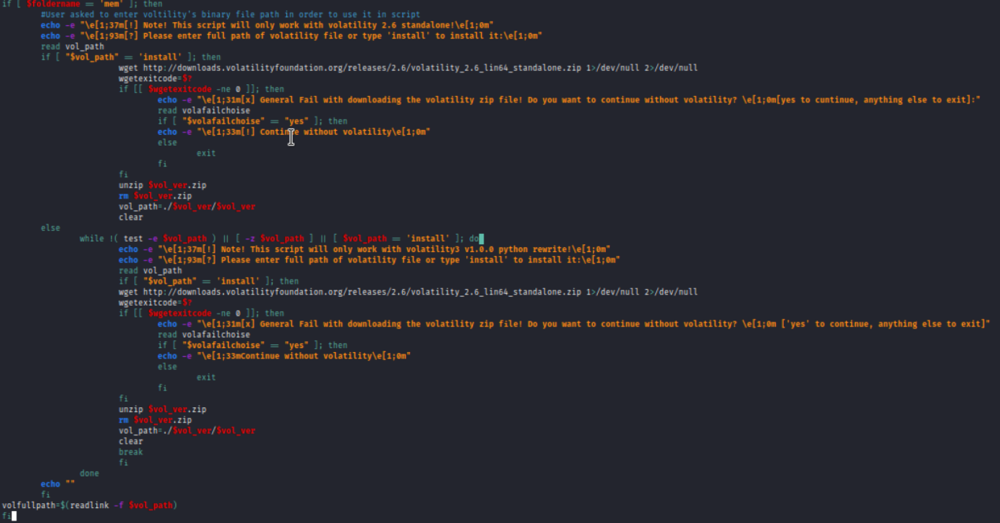 if [ $foldername == 'mem' ]; then
#User asked to enter voltility's binary file path in order to use it in script
echo -e "\e[1;37m[!] Note! This script will only work with volatility 2.6 standalone!\e[1;0m"
echo -e "\e[1;93m[?] Please enter full path of volatility file or type 'install' to install it:\e[1;0m"
read vol_path
if [ "$vol_path" == 'install' ]; then
wget http://downloads.volatilityfoundation.org/releases/2.6/volatility_2.6_lin64_standalone.zip 1>/dev/null 2>/dev/null
wgetexitcode=$?
if [[ $wgetexitcode -ne 0 ]]; then
echo -e "\e[1;31m[x] General Fail with downloading the volatility zip file! Do you want to continue without volatility? \e[1;0m[yes to cuntinue, anything else to exit]:"
read volafailchoise
if [ "$volafailchoise" == "yes" ]; then
echo -e "\e[1;33m[!] Continue without volatility\e[1;0m"
else
exit
fi
fi
unzip $vol_ver.zip
rm $vol_ver.zip
vol_path=./$vol_ver/$vol_ver
clear
else
while !( test -e $vol_path ) || [ -z $vol_path ] || [ $vol_path == 'install' ]; do
echo -e "\e[1;37m[!] Note! This script will only work with volatility3 v1.0.0 python rewrite!\e[1;0m"
echo -e "\e[1;93m[?] Please enter full path of volatility file or type 'install' to install it:\e[1;0m"
read vol_path
if [ "$vol_path" == 'install' ]; then
wget http://downloads.volatilityfoundation.org/releases/2.6/volatility_2.6_lin64_standalone.zip 1>/dev/null 2>/dev/null
wgetexitcode=$?
if [[ $wgetexitcode -ne 0 ]]; then
echo -e "\e[1;31m[x] General Fail with downloading the volatility zip file! Do you want to continue without volatility? \e[1;0m ['yes' to continue, anything else to exit]"
read volafailchoise
if [ "$volafailchoise" == "yes" ]; then
echo -e "\e[1;33mContinue without volatility\e[1;0m"
else
exit
fi
fi
unzip $vol_ver.zip
rm $vol_ver.zip
vol_path=./$vol_ver/$vol_ver
clear
break
fi
done
echo ""
fi
volfullpath=$(readlink -f $vol_path)
fi